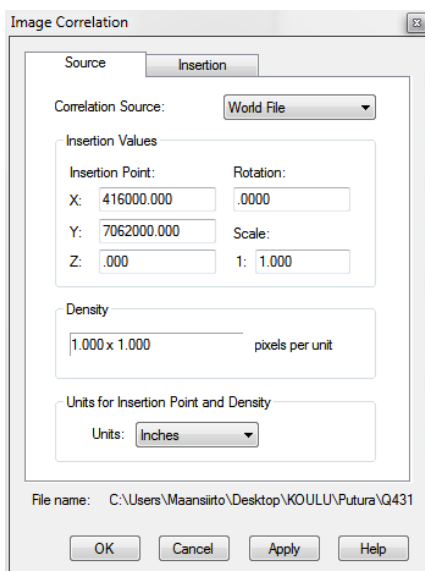 Image Correlation
Source Insertion
Correlation Source: World File
Insertion Values
Insertion Point: Rotation:
X: 416000.000 .0000
Y: 7062000.000 Scale:
Z: .000 1: 1.000
Density
1.000 x 1.000 pixels per unit
Units for Insertion Point and Density
Units: Inches
File name: C:\Users\Maansiirto\Desktop\KOULU\Putura\Q431
OK Cancel Apply Help